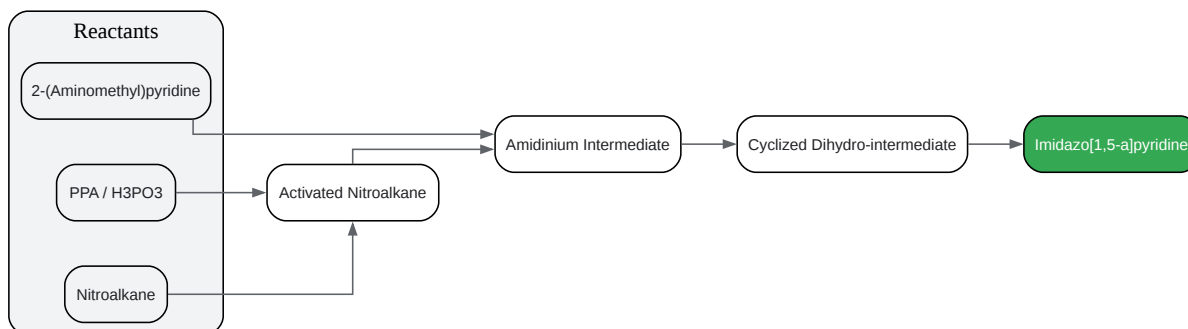 Reactants
2-(Aminomethyl)pyridine
PPA / H3PO3
Nitroalkane
Activated Nitroalkane
Amidinium Intermediate
Cyclized Dihydro-intermediate
Imidazo[1,5-a]pyridine